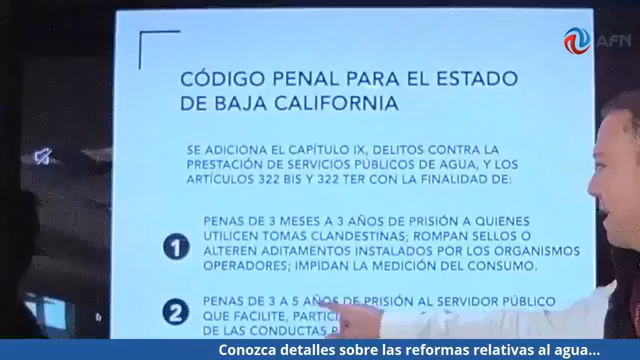 AFN
CÓDIGO PENAL PARA EL ESTADO
DE BAJA CALIFORNIA
SE ADICIONA EL CAPÍTULO IX, DELITOS CONTRA LA
PRESTACIÓN DE SERVICIOS PÚBLICOS DE AGUA, Y LOS
ARTÍCULOS 322 BIS Y 322 TER CON LA FINALIDAD DE:
1
PENAS DE 3 MESES A 3 AÑOS DE PRISIÓN A QUIENES
UTILICEN TOMAS CLANDESTINAS; ROMPAN SELLOS O
ALTEREN ADITAMENTOS INSTALADOS POR LOS ORGANISMOS
OPERADORES; IMPIDAN LA MEDICIÓN DEL CONSUMO.
2
PENAS DE 3 A 5 AÑOS DE PRISIÓN AL SERVIDOR PÚBLICO
QUE FACILITE,
DE LAS CONDUCTAS
Conozca detalles sobre las reformas relativas al agua...